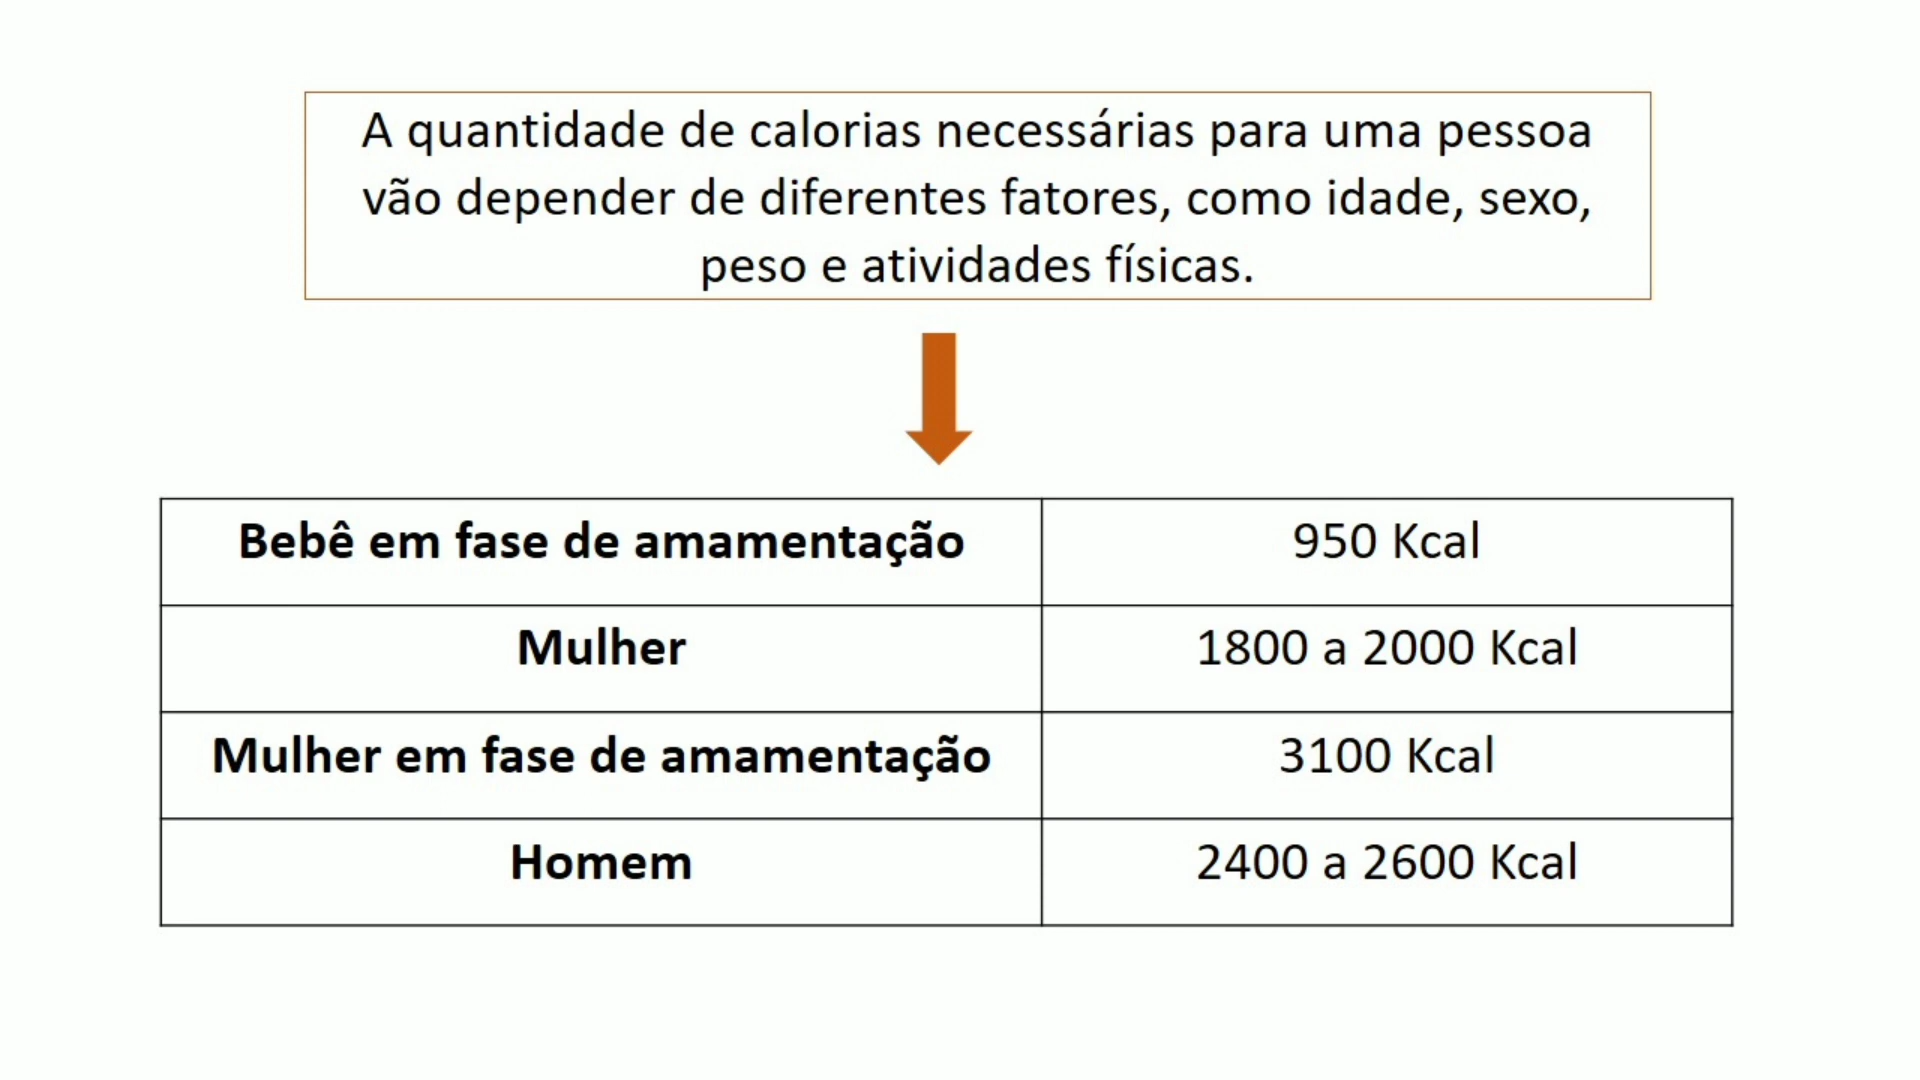 A quantidade de calorias necessárias para uma pessoa
vão depender de diferentes fatores, como idade, sexo,
peso e atividades físicas.
Bebê em fase de amamentação 950 Kcal
Mulher 1800 a 2000 Kcal
Mulher em fase de amamentação 3100 Kcal
Homem 2400 a 2600 Kcal